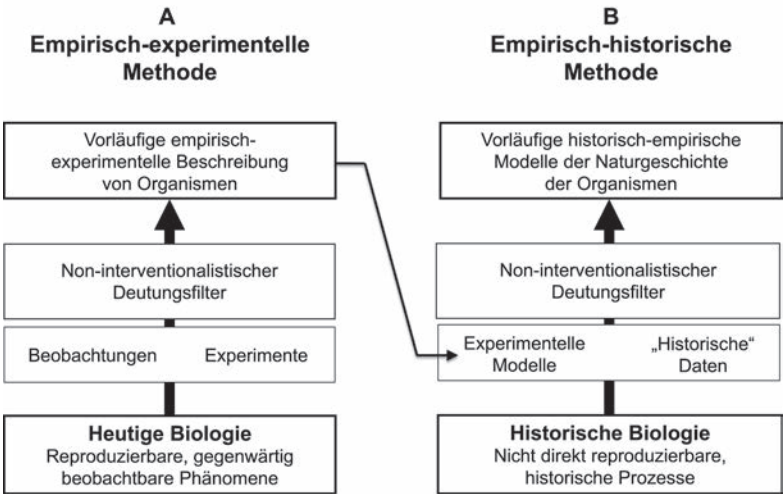 A
Empirisch-experimentelle
Methode
Vorläufige empirisch-
experimentelle Beschreibung
von Organismen
Non-interventionalistischer
Deutungsfilter
Beobachtungen Experimente
Heutige Biologie
Reproduzierbare, gegenwärtig
beobachtbare Phänomene
B
Empirisch-historische
Methode
Vorläufige historisch-empirische
Modelle der Naturgeschichte
der Organismen
Non-interventionalistischer
Deutungsfilter
Experimentelle
Modelle
„Historische“
Daten
Historische Biologie
Nicht direkt reproduzierbare,
historische Prozesse